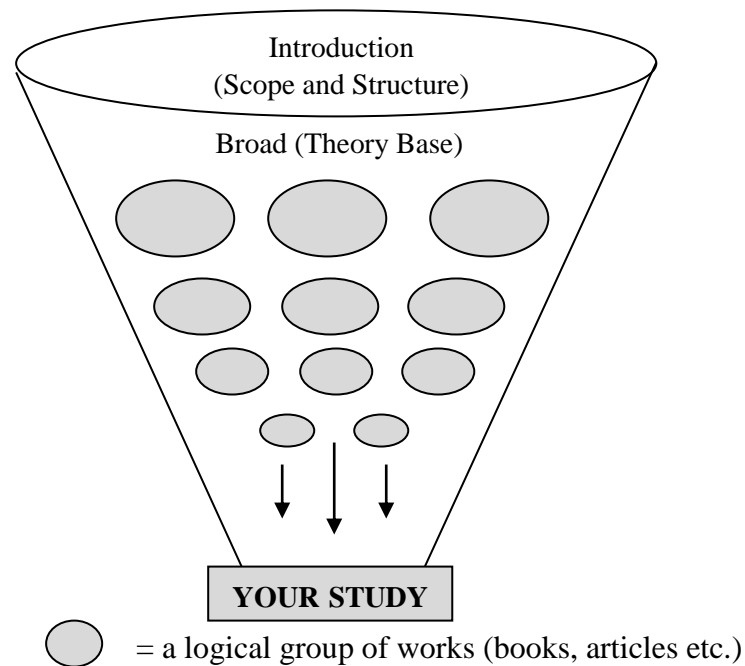 Introduction
(Scope and Structure)
Broad (Theory Base)
YOUR STUDY
= a logical group of works (books, articles etc.)